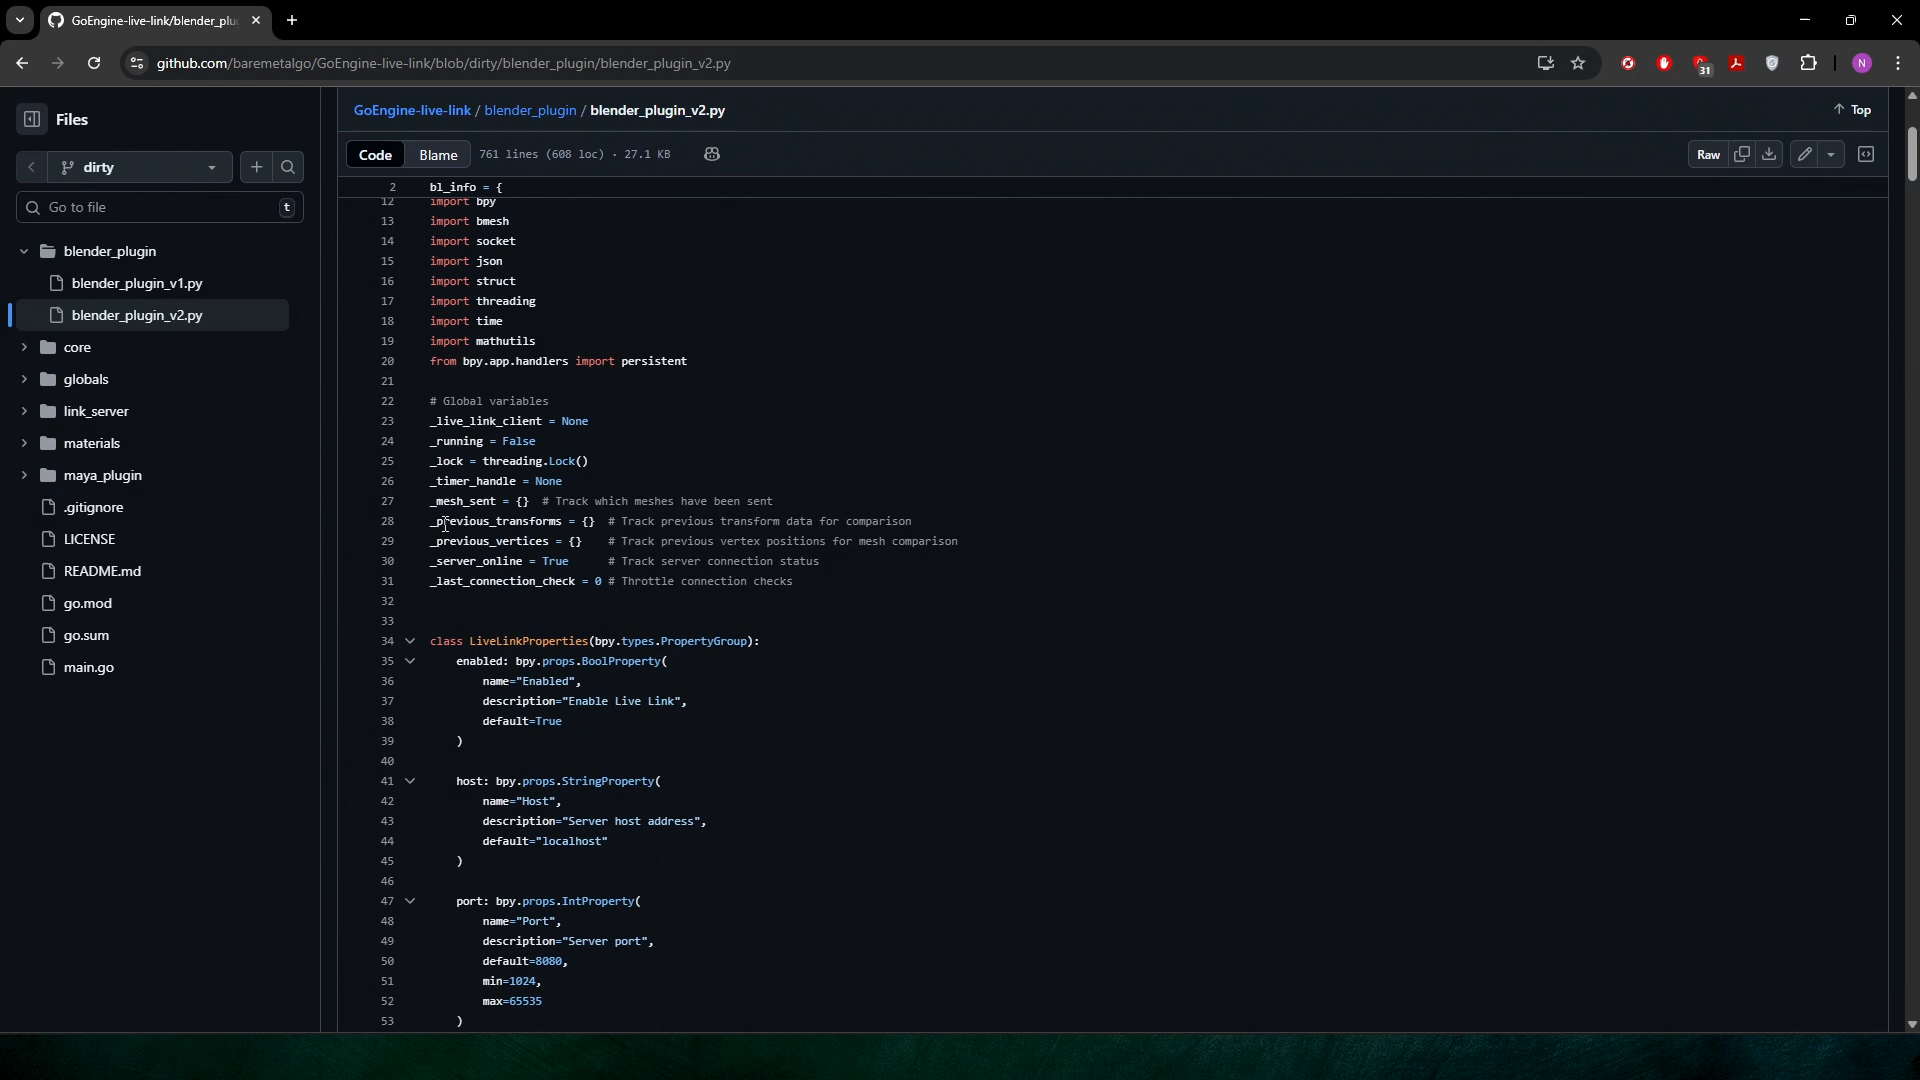 GoEngine-live-link/blender_plu
github.com/baremetalgo/GoEngine-live-link/blob/dirty/blender_plugin/blender_plugin_v2.py
31
N
Files
dirty
Go to file
t
blender_plugin
blender_plugin_v1.py
blender_plugin_v2.py
core
globals
link_server
materials
maya_plugin
.gitignore
LICENSE
README.md
go.mod
go.sum
main.go
GoEngine-live-link / blender_plugin / blender_plugin_v2.py
Top
Code Blame 761 lines (608 loc) · 27.1 KB
Raw
2 bl_info = {
12 import bpy
13 import bmesh
14 import socket
15 import json
16 import struct
17 import threading
18 import time
19 import mathutils
20 from bpy.app.handlers import persistent
21
22 # Global variables
23 _live_link_client = None
24 _running = False
25 _lock = threading.Lock()
26 _timer_handle = None
27 _mesh_sent = {} # Track which meshes have been sent
28 _previous_transforms = {} # Track previous transform data for comparison
29 _previous_vertices = {} # Track previous vertex positions for mesh comparison
30 _server_online = True # Track server connection status
31 _last_connection_check = 0 # Throttle connection checks
32
33
34 class LiveLinkProperties(bpy.types.PropertyGroup):
35 enabled: bpy.props.BoolProperty(
36 name="Enabled",
37 description="Enable Live Link",
38 default=True
39 )
40
41 host: bpy.props.StringProperty(
42 name="Host",
43 description="Server host address",
44 default="localhost"
45 )
46
47 port: bpy.props.IntProperty(
48 name="Port",
49 description="Server port",
50 default=8080,
51 min=1024,
52 max=65535
53 )